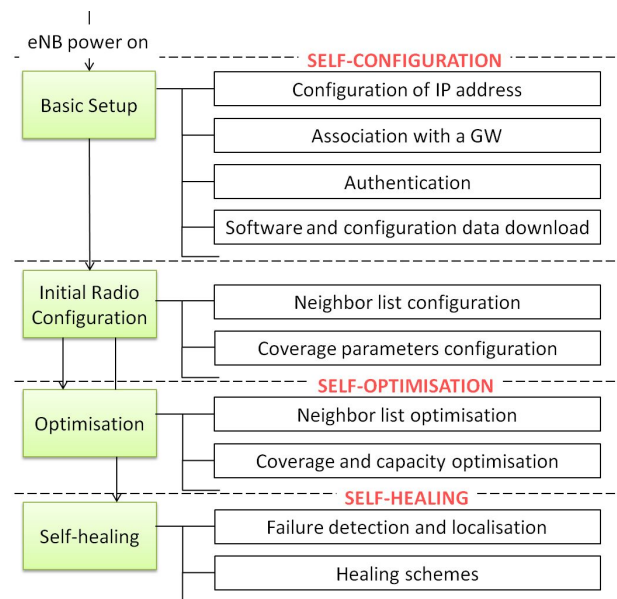 eNB power on
SELF-CONFIGURATION
Basic Setup
Configuration of IP address
Association with a GW
Authentication
Software and configuration data download
Initial Radio
Configuration
Neighbor list configuration
Coverage parameters configuration
SELF-OPTIMISATION
Optimisation
Neighbor list optimisation
Coverage and capacity optimisation
SELF-HEALING
Self-healing
Failure detection and localisation
Healing schemes